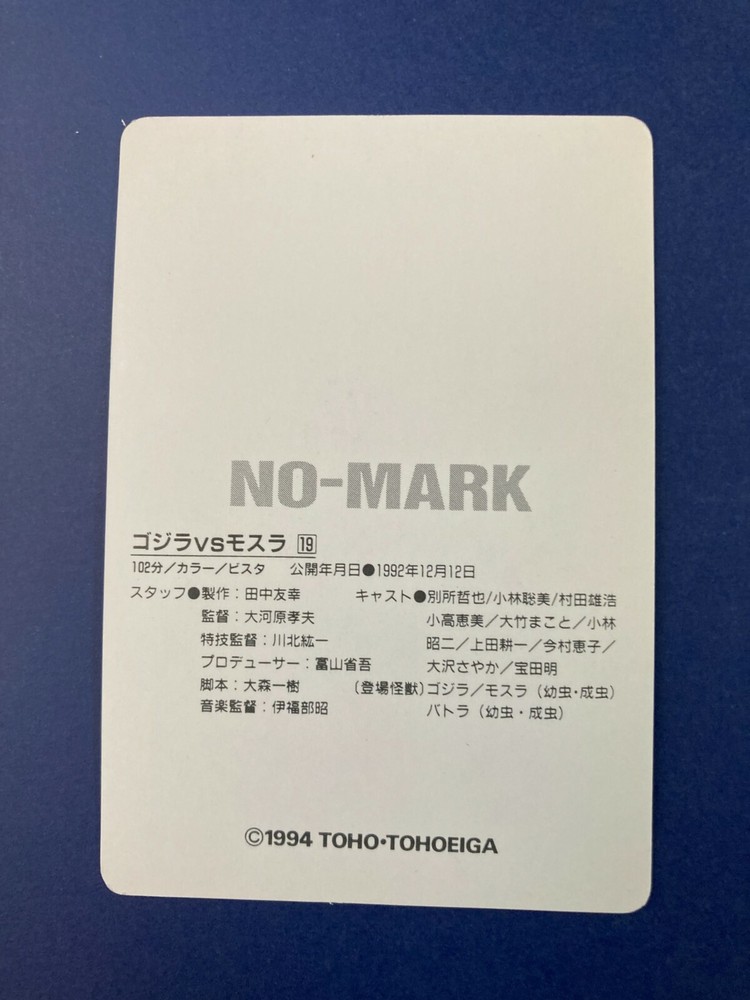 NO-MARK
ゴジラvsモスラ 19
102分／カラー／ビスタ 公開年月日●1992年12月12日
スタッフ●製作：田中友幸
監督：大河原孝夫
特技監督：川北紘一
プロデューサー：富山省吾
脚本：大森一樹
音楽監督：伊福部昭
キャスト●別所哲也/小林聡美/村田雄浩
小高恵美／大竹まこと／小林
昭二／上田耕一／今村恵子／
大沢さやか／宝田明
（登場怪獣）ゴジラ／モスラ（幼虫・成虫）
バトラ（幼虫・成虫）
©1994 TOHO・TOHOEIGA